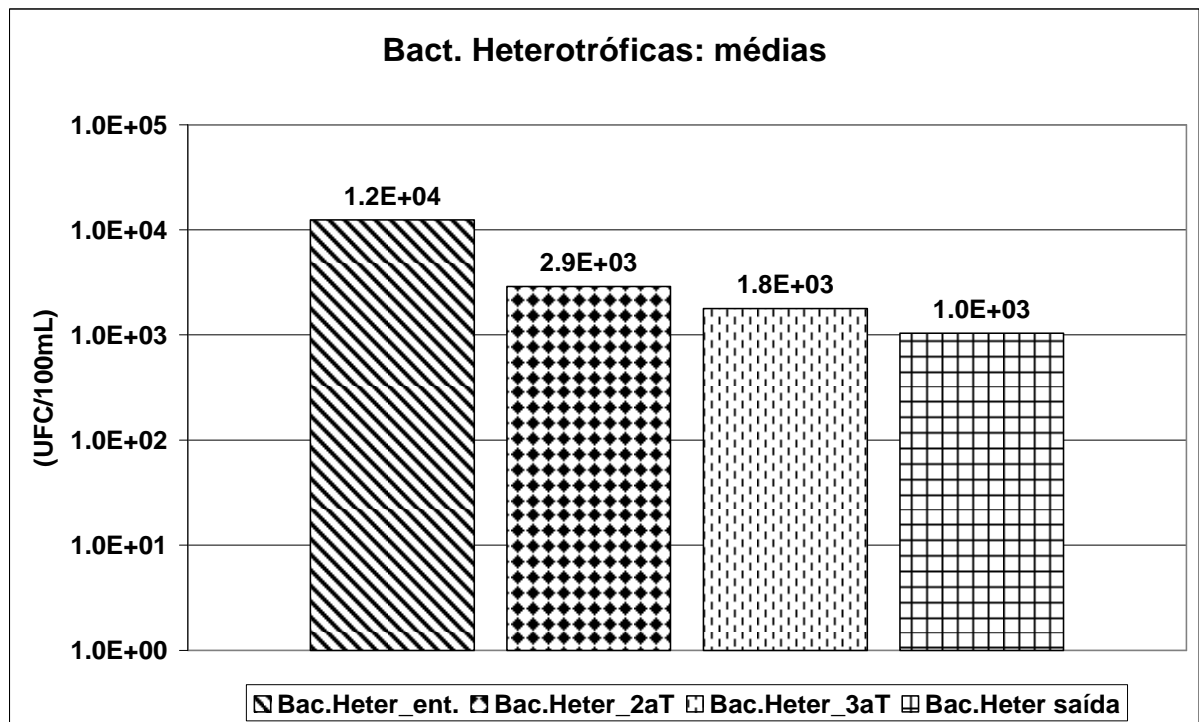 Bact. Heterotróficas: médias
(UFC/100mL)
1.0E+05
1.0E+04
1.0E+03
1.0E+02
1.0E+01
1.0E+00
1.2E+04
2.9E+03
1.8E+03
1.0E+03
Bac.Heter_ent. Bac.Heter_2aT Bac.Heter_3aT Bac.Heter saída